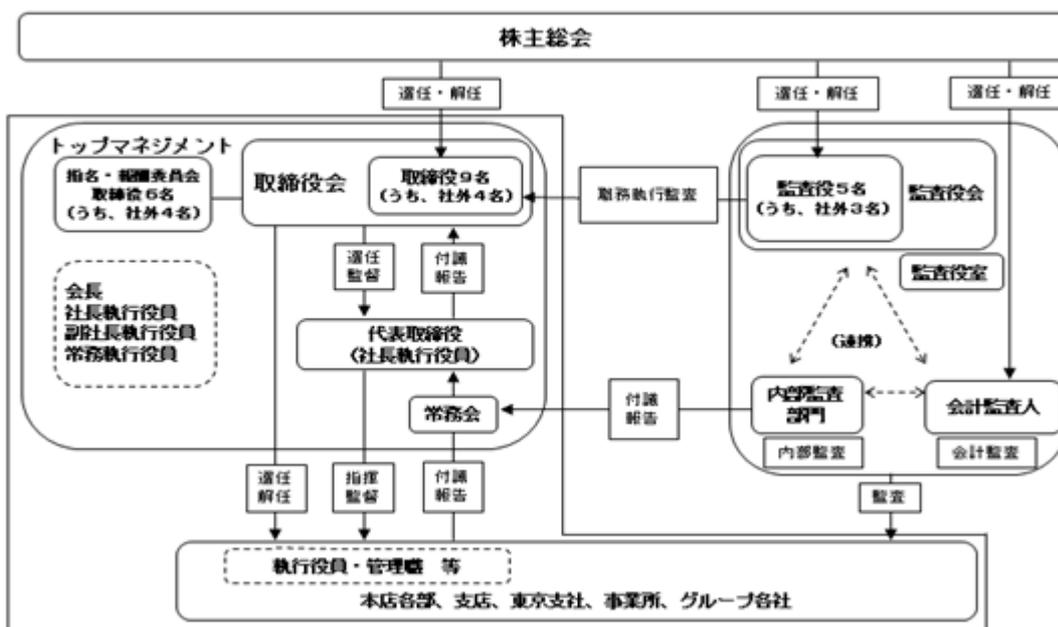 株主総会
選任・解任
選任・解任
選任・解任
トップマネジメント
指名・報酬委員会
取締役6名
(うち、社外4名)
取締役会
取締役9名
(うち、社外4名)
職務執行監査
監査役5名
(うち、社外3名)
監査役会
監査役室
選任
監督
付議
報告
会長
社長執行役員
副社長執行役員
常務執行役員
代表取締役
(社長執行役員)
(連携)
常務会
付議
報告
内部監査
部門
会計監査人
内部監査
会計監査
選任
解任
指揮
監督
付議
報告
監査
執行役員・管理職 等
本店各部、支店、東京支社、事業所、グループ各社